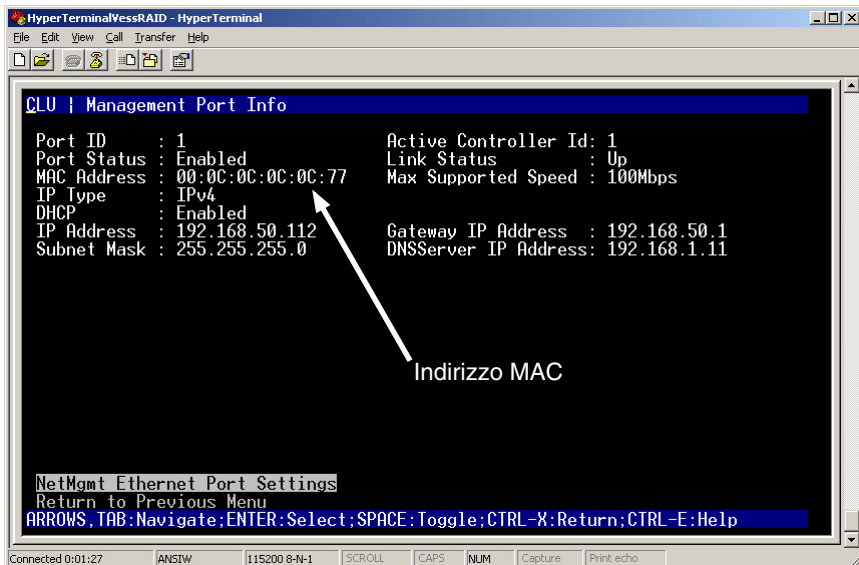 HyperTerminalVessRAID - HyperTerminal
File Edit View Call Transfer Help
CLU | Management Port Info
Port ID : 1 Active Controller Id: 1
Port Status : Enabled Link Status : Up
MAC Address : 00:0C:0C:0C:0C:77 Max Supported Speed : 100Mbps
IP Type : IPv4
DHCP : Enabled
IP Address : 192.168.50.112 Gateway IP Address : 192.168.50.1
Subnet Mask : 255.255.255.0 DNSServer IP Address: 192.168.1.11
Indirizzo MAC
NetMgmt Ethernet Port Settings
Return to Previous Menu
ARROWS,TAB:Navigate;ENTER:Select;SPACE:Toggle;CTRL-X:Return;CTRL-E:Help
Connected 0:01:27 ANSIW 115200 8-N-1 SCROLL CAPS NUM Capture Print echo